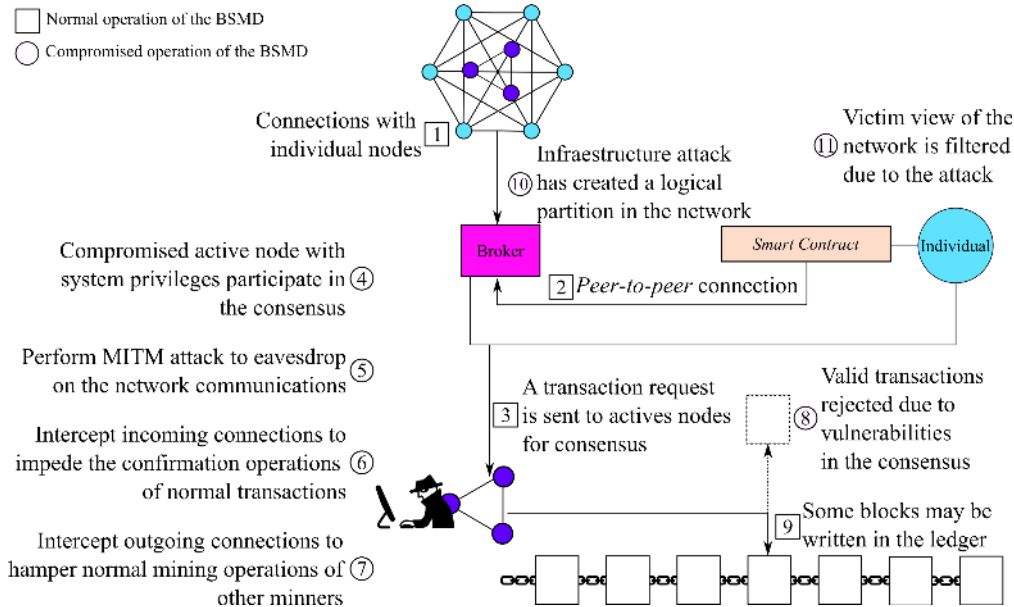 Normal operation of the BSMD
Compromised operation of the BSMD
Connections with
individual nodes
1
Infraestructure attack
10
has created a logical
partition in the network
Victim view of the
11
network is filtered
due to the attack
Broker
Smart Contract
Individual
2
Peer-to-peer connection
Compromised active node with
system privileges participate in
4
the consensus
Perform MITM attack to eavesdrop
on the network communications
5
A transaction request
3
is sent to actives nodes
for consensus
Valid transactions
rejected due to
8
vulnerabilities
in the consensus
Intercept incoming connections to
impede the confirmation operations
6
of normal transactions
9
Some blocks may be
written in the ledger
Intercept outgoing connections to
hamper normal mining operations of
7
other minners